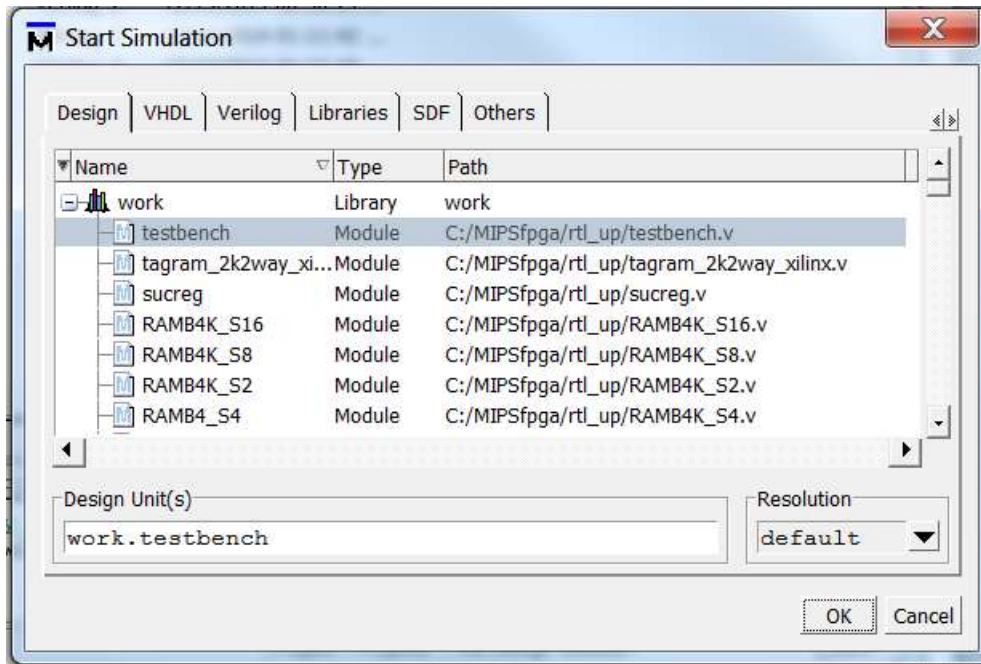 Start Simulation
Design VHDL Verilog Libraries SDF Others
Name Type Path
work Library work
testbench Module C:/MIPSfpga/rtl_up/testbench.v
tagram_2k2way_xi... Module C:/MIPSfpga/rtl_up/tagram_2k2way_xilinx.v
sucreg Module C:/MIPSfpga/rtl_up/sucreg.v
RAMB4K_S16 Module C:/MIPSfpga/rtl_up/RAMB4K_S16.v
RAMB4K_S8 Module C:/MIPSfpga/rtl_up/RAMB4K_S8.v
RAMB4K_S2 Module C:/MIPSfpga/rtl_up/RAMB4K_S2.v
RAMB4_S4 Module C:/MIPSfpga/rtl_up/RAMB4K_S4.v
Design Unit(s) Resolution
work.testbench default
OK Cancel